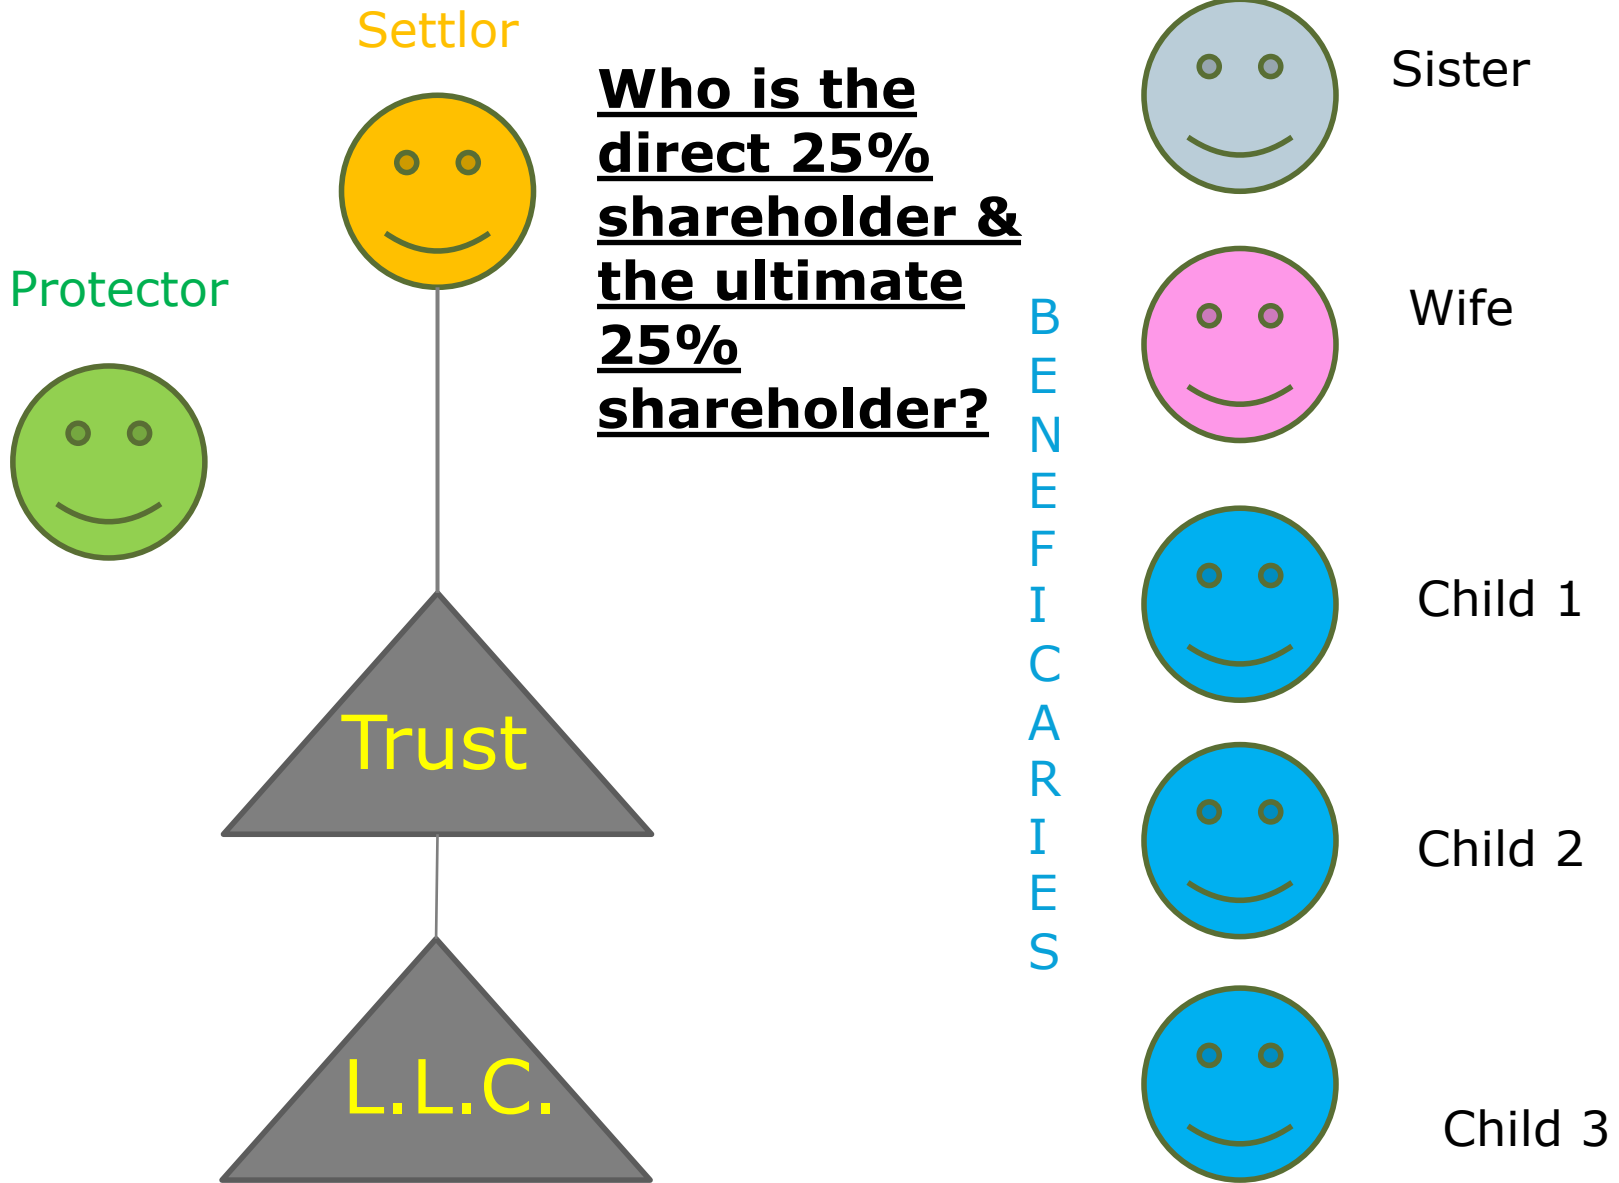 Settlor
Who is the
direct 25%
shareholder &
the ultimate
25%
shareholder?
Protector
Trust
L.L.C.
B
E
N
E
F
I
C
A
R
I
E
S
Sister
Wife
Child 1
Child 2
Child 3